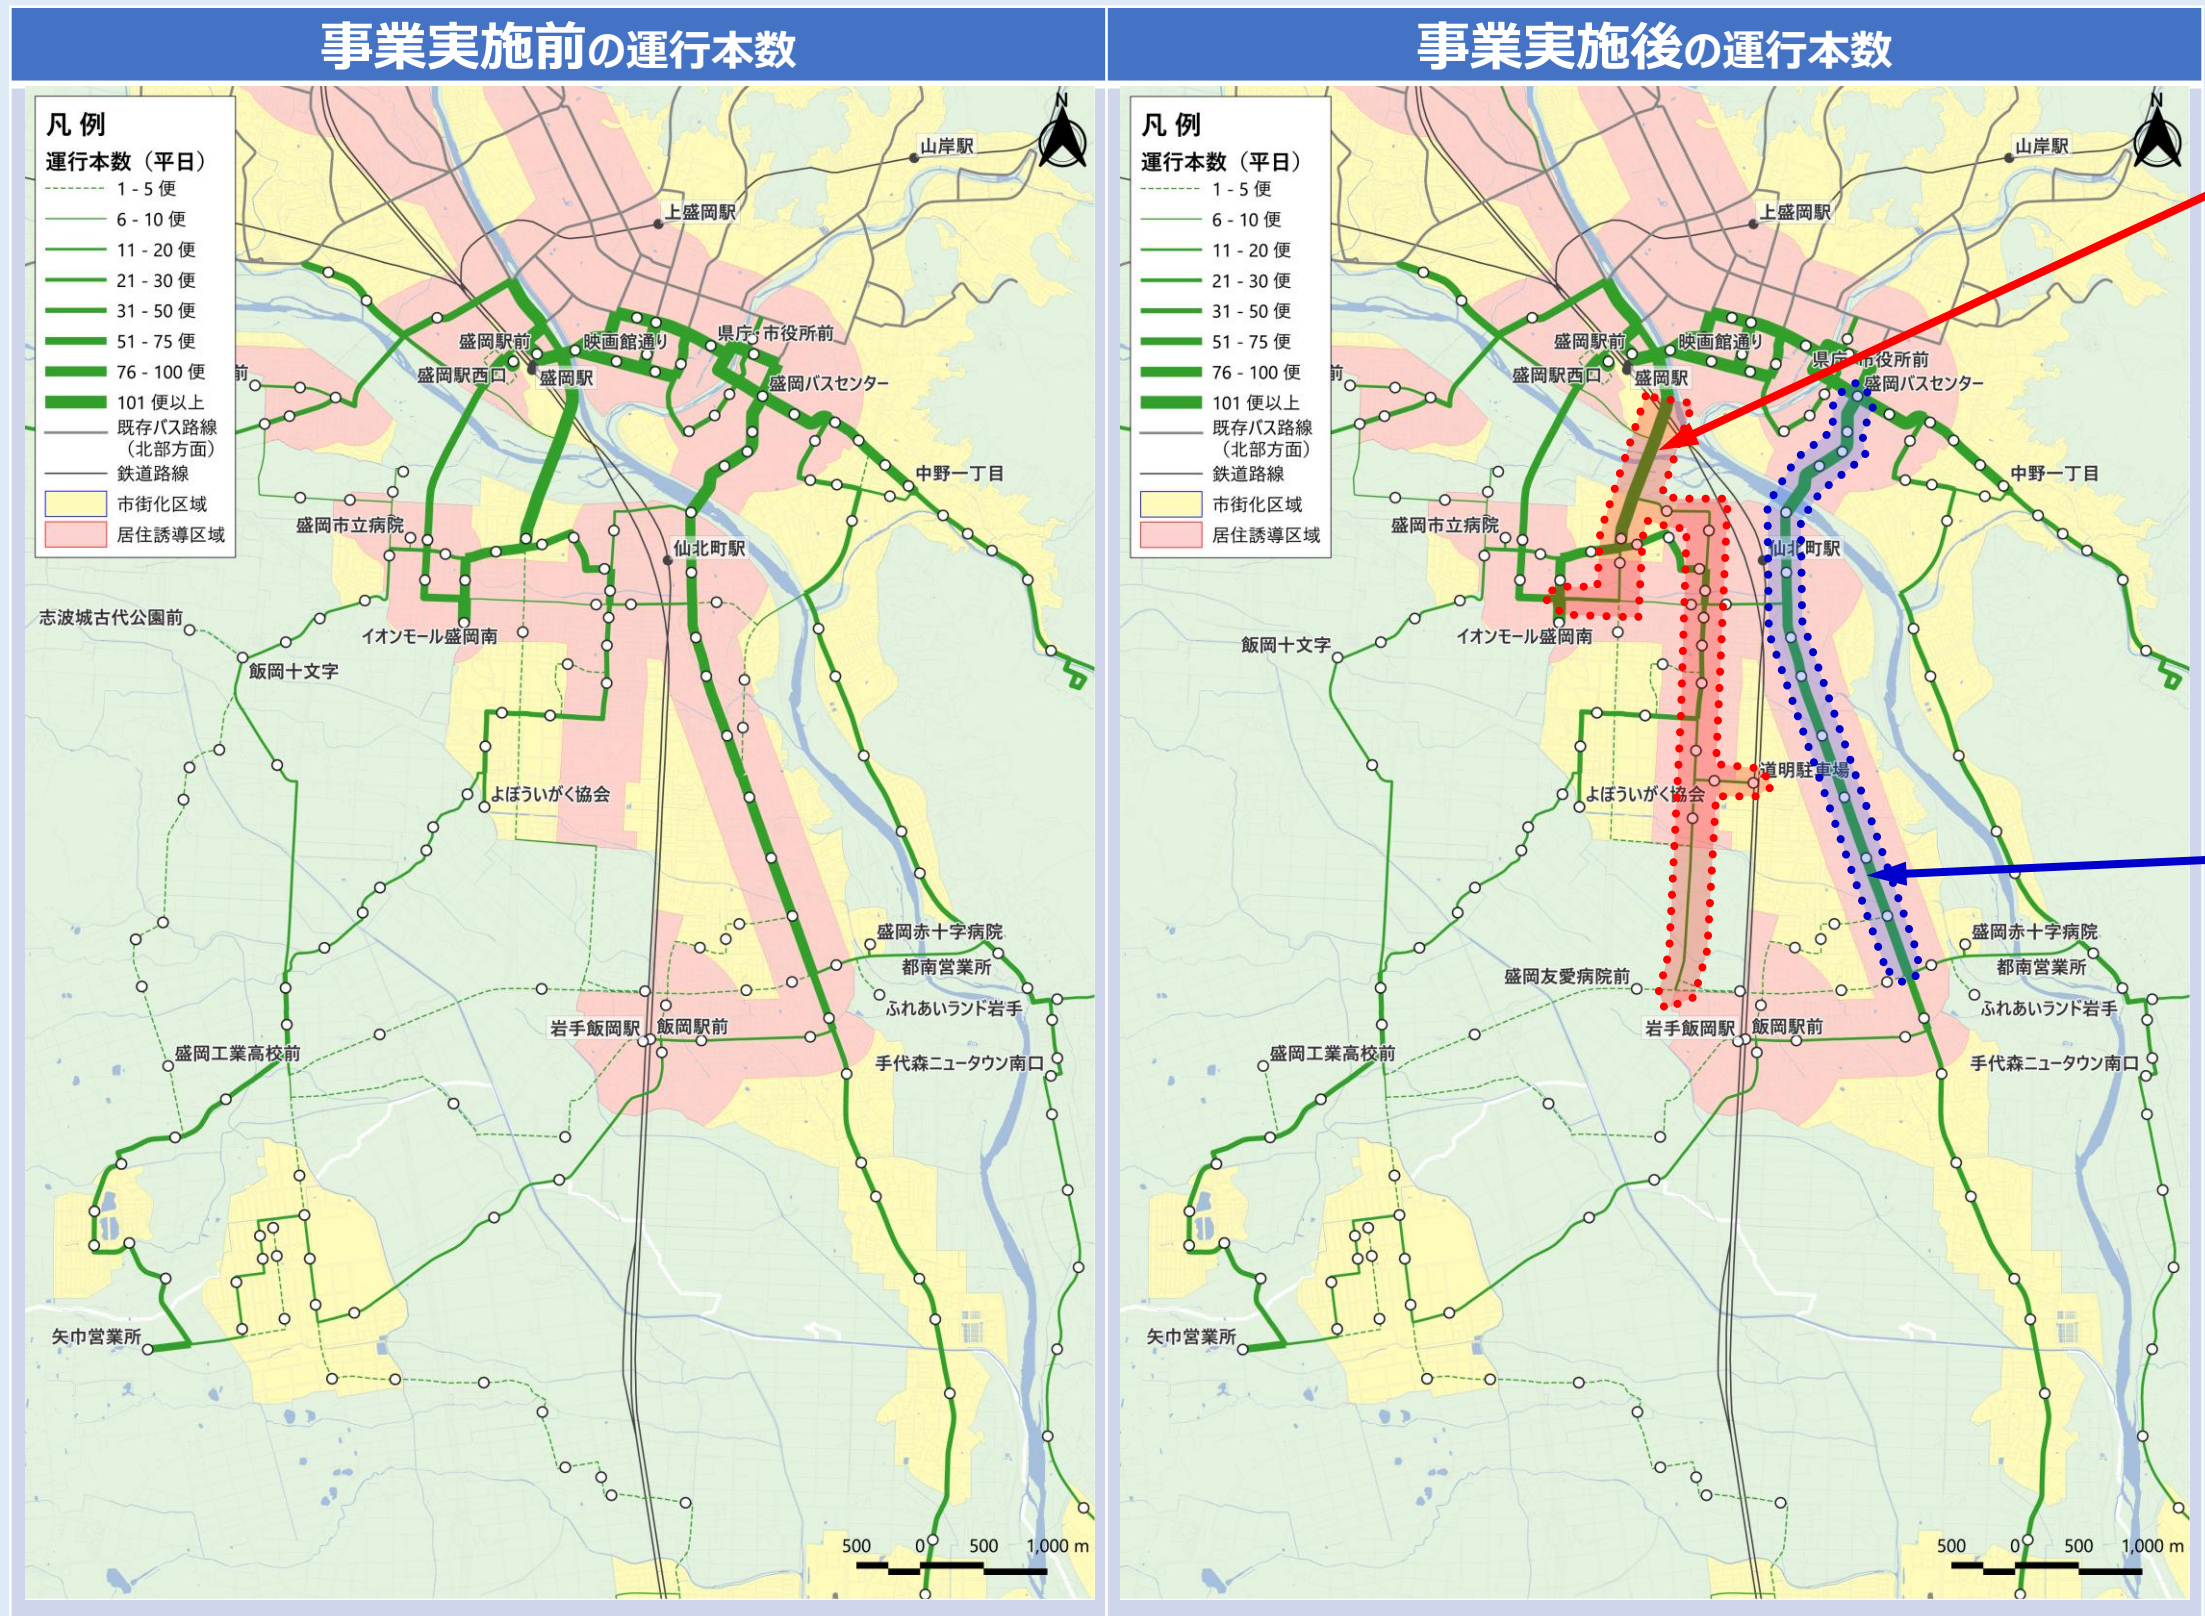 事業実施前の運行本数
凡 例
運行本数（平日）
1 - 5 便
6 - 10 便
11 - 20 便
21 - 30 便
31 - 50 便
51 - 75 便
76 - 100 便
101 便以上
既存バス路線
（北部方面）
鉄道路線
市街化区域
居住誘導区域
N
山岸駅
上盛岡駅
盛岡駅前
映画館通り
県庁・市役所前
盛岡駅西口
盛岡駅
盛岡バスセンター
前
中野一丁目
盛岡市立病院
仙北町駅
志波城古代公園前
イオンモール盛岡南
飯岡十文字
よぼういがく協会
盛岡赤十字病院
都南営業所
ふれあいランド岩手
岩手飯岡駅
飯岡駅前
盛岡工業高校前
手代森ニュータウン南口
矢巾営業所
500 0 500 1,000 m
事業実施後の運行本数
凡 例
運行本数（平日）
1 - 5 便
6 - 10 便
11 - 20 便
21 - 30 便
31 - 50 便
51 - 75 便
76 - 100 便
101 便以上
既存バス路線
（北部方面）
鉄道路線
市街化区域
居住誘導区域
N
山岸駅
上盛岡駅
盛岡駅前
映画館通り
県庁・市役所前
盛岡駅西口
盛岡駅
盛岡バスセンター
前
中野一丁目
盛岡市立病院
仙北町駅
飯岡十文字
イオンモール盛岡南
道明駐車場
よぼういがく協会
盛岡赤十字病院
都南営業所
盛岡友愛病院前
ふれあいランド岩手
岩手飯岡駅
飯岡駅前
盛岡工業高校前
手代森ニュータウン南口
矢巾営業所
500 0 500 1,000 m